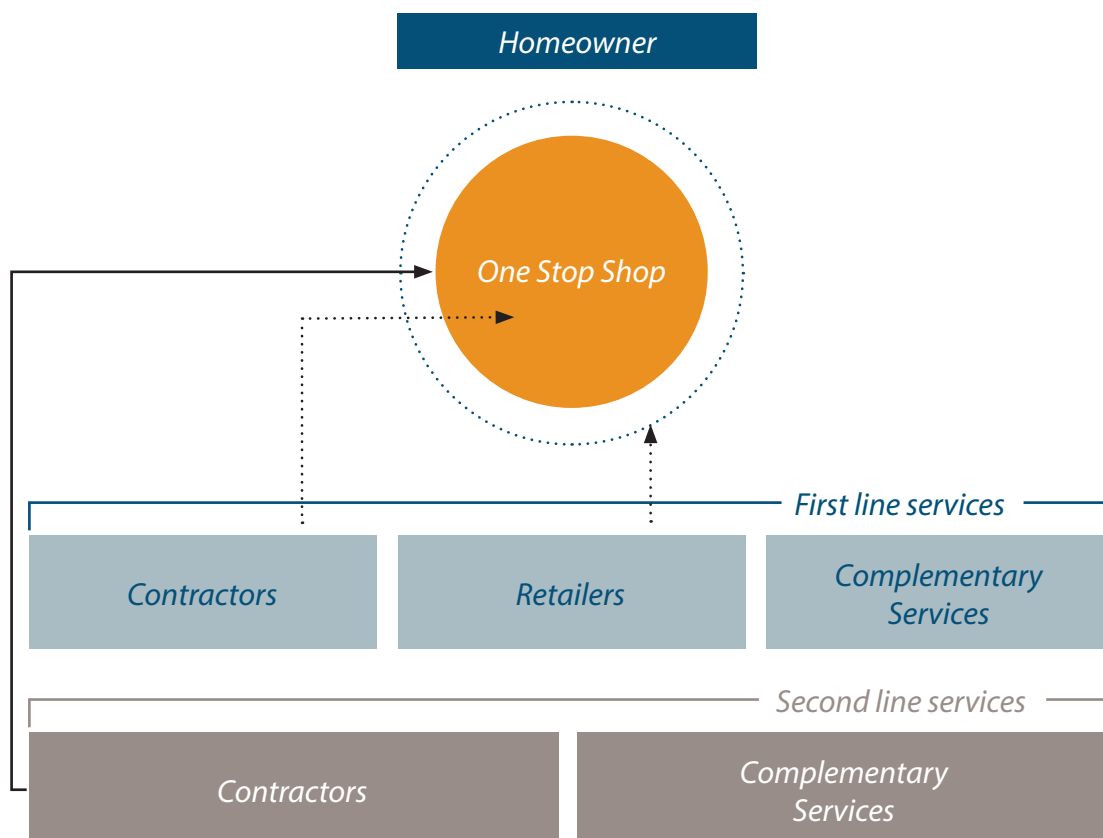 Homeowner
One Stop Shop
First line services
Contractors
Retailers
Complementary
Services
Second line services
Contractors
Complementary
Services